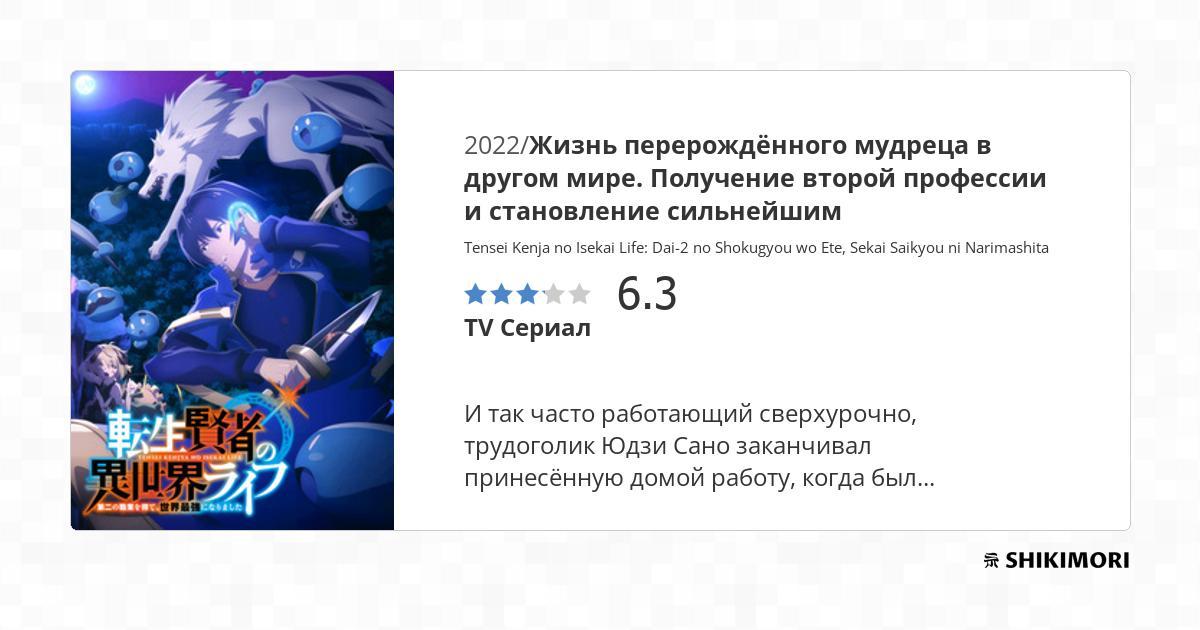 転生賢者の
TENSEI KENJYA NO ISEKAI LIFE
異世界ライフ
第二の職業を得て、世界最強になりました
2022/Жизнь перерождённого мудреца в
другом мире. Получение второй профессии
и становление сильнейшим
Tensei Kenja no Isekai Life: Dai-2 no Shokugyou wo Ete, Sekai Saikyou ni Narimashita
6.3
TV Сериал
И так часто работающий сверхурочно,
трудоголик Юдзи Сано заканчивал
принесённую домой работу, когда был...
SHIKIMORI